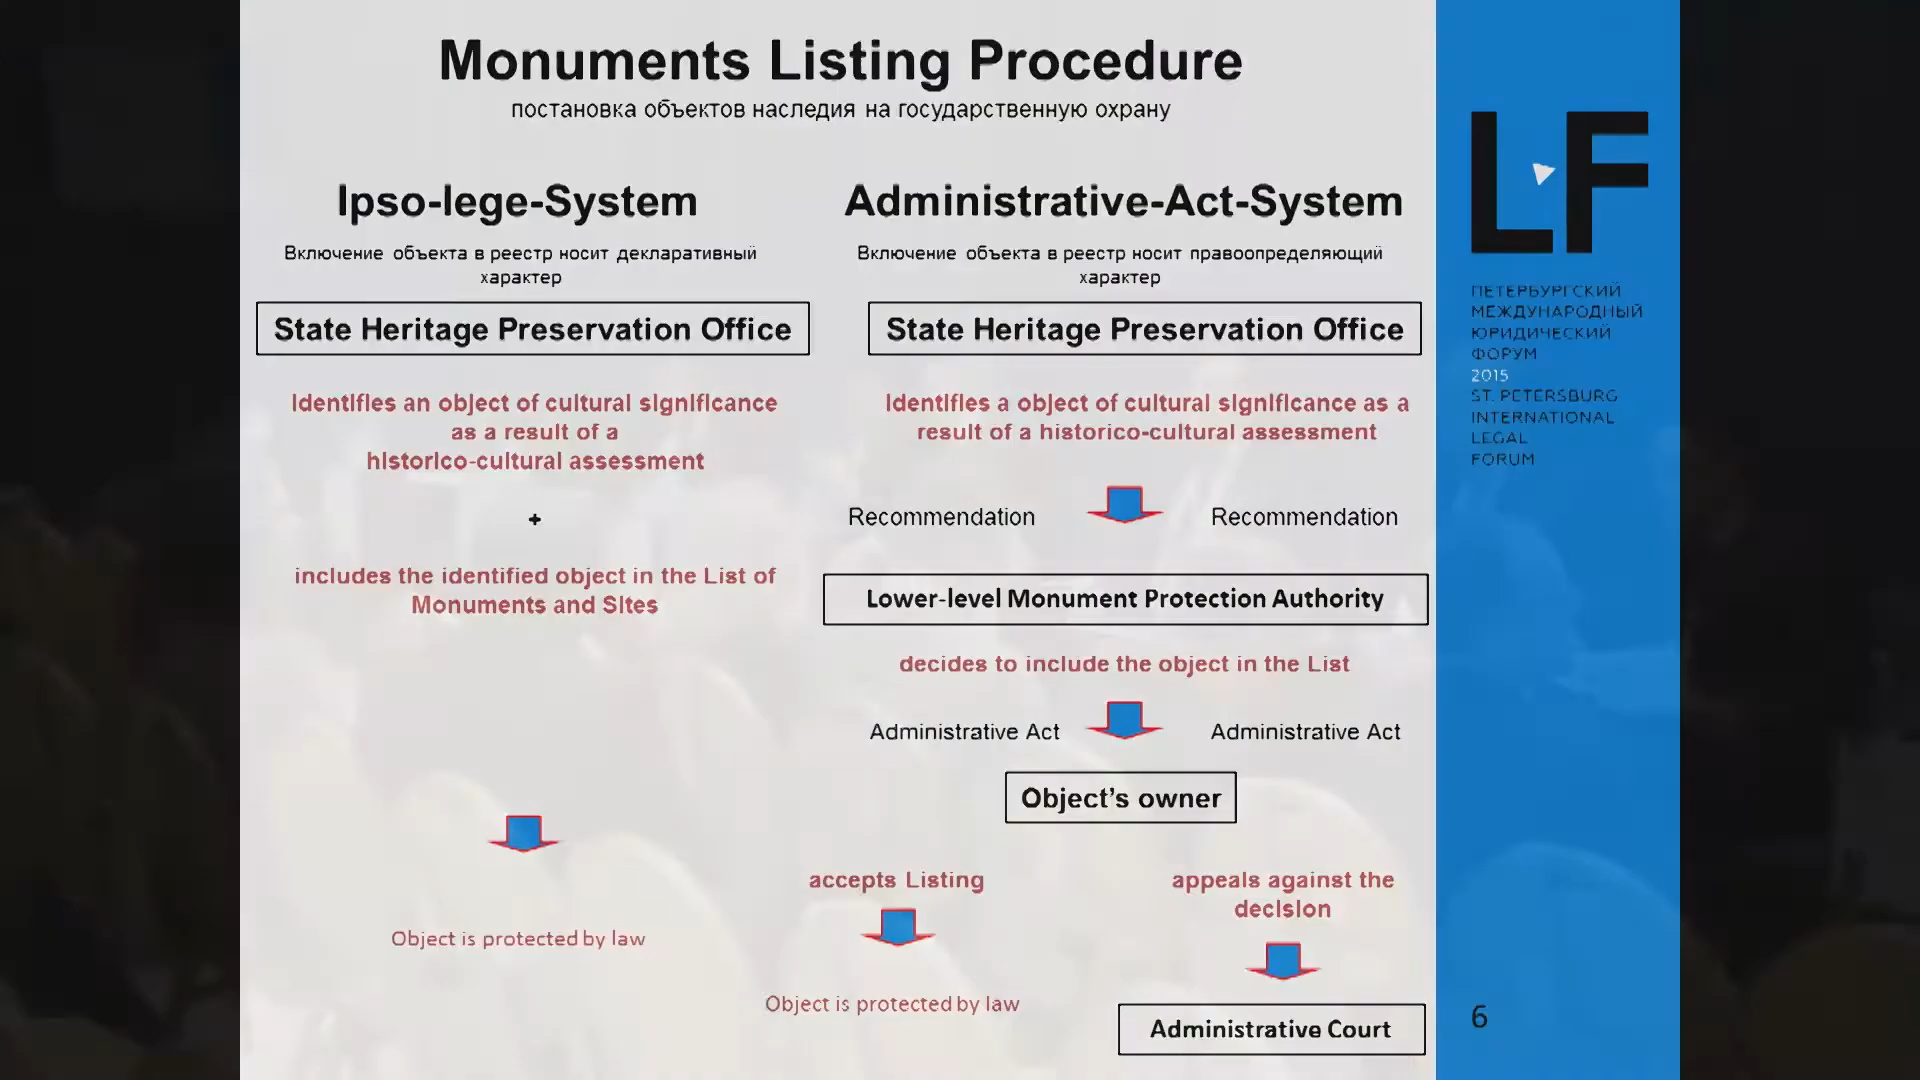 Monuments Listing Procedure
постановка объектов наследия на государственную охрану
Ipso-lege-System
Включение объекта в реестр носит декларативный
характер
State Heritage Preservation Office
identifies an object of cultural significance
as a result of a
historico-cultural assessment
+
includes the identified object in the List of
Monuments and Sites
Object is protected by law
Administrative-Act-System
Включение объекта в реестр носит правоопределяющий
характер
State Heritage Preservation Office
identifies a object of cultural significance as a
result of a historico-cultural assessment
Recommendation Recommendation
Lower-level Monument Protection Authority
decides to include the object in the List
Administrative Act Administrative Act
Object’s owner
accepts Listing
Object is protected by law
appeals against the
decision
Administrative Court
LF
ПЕТЕРБУРГСКИЙ
МЕЖДУНАРОДНЫЙ
ЮРИДИЧЕСКИЙ
ФОРУМ
2015
ST. PETERSBURG
INTERNATIONAL
LEGAL
FORUM
6